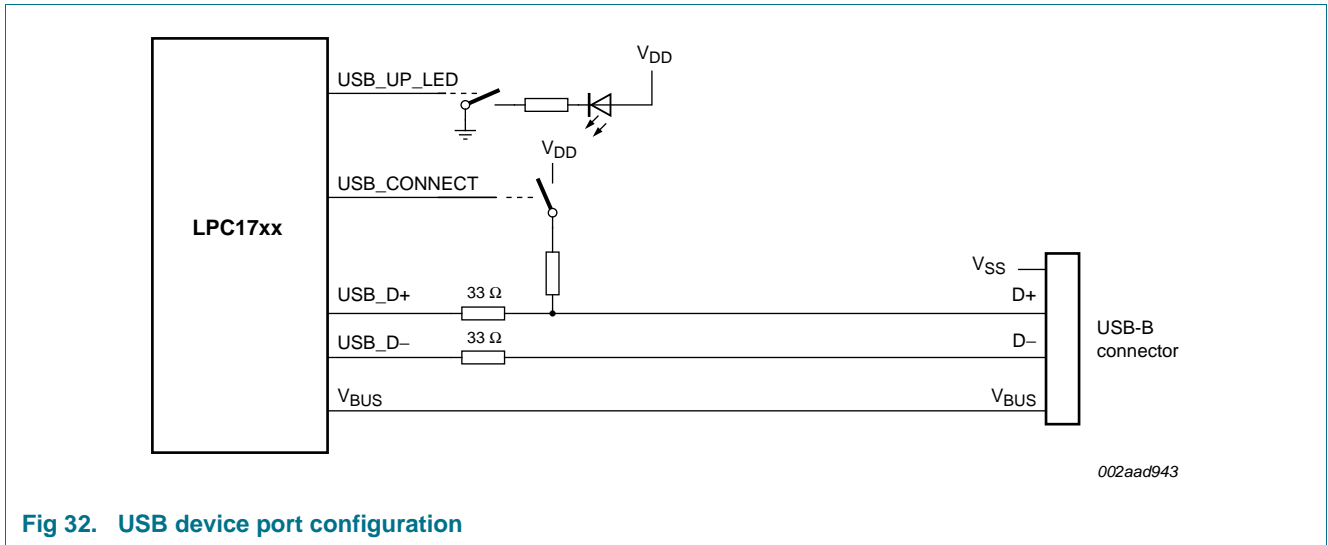 V_DD
USB_UP_LED
V_DD
USB_CONNECT
LPC17xx
V_SS
USB_D+ 33 Ω D+
USB_D− 33 Ω D−
USB-B
connector
V_BUS V_BUS
002aad943
Fig 32. USB device port configuration